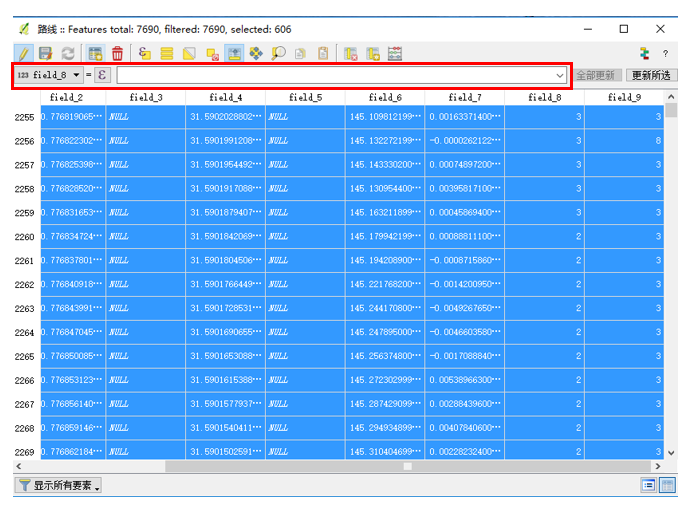 路线 :: Features total: 7690, filtered: 7690, selected: 606
123 field_8 = ε 全部更新 更新所选
field_2 field_3 field_4 field_5 field_6 field_7 field_8 field_9
2255 0.776819065… NULL 31.5902028802… NULL 145.109812199… 0.00163371400… 3 3
2256 0.776822302… NULL 31.5901991208… NULL 145.132272199… -0.0000262122… 3 8
2257 0.776825398… NULL 31.5901954492… NULL 145.143330200… 0.00074897200… 3 3
2258 0.776828520… NULL 31.5901917088… NULL 145.130954400… 0.00395817100… 3 3
2259 0.776831653… NULL 31.5901879407… NULL 145.163211899… 0.00045869400… 3 3
2260 0.776834724… NULL 31.5901842069… NULL 145.179942199… 0.00088811100… 2 3
2261 0.776837801… NULL 31.5901804506… NULL 145.194208900… -0.0008715860… 2 3
2262 0.776840918… NULL 31.5901766449… NULL 145.221768200… -0.0014200950… 2 3
2263 0.776843991… NULL 31.5901728531… NULL 145.244170800… -0.0049267650… 2 3
2264 0.776847045… NULL 31.5901690655… NULL 145.247895000… -0.0046603580… 2 3
2265 0.776850085… NULL 31.5901653088… NULL 145.256374800… -0.0017088840… 2 3
2266 0.776853123… NULL 31.5901615388… NULL 145.272302999… 0.00538966300… 2 3
2267 0.776856140… NULL 31.5901577937… NULL 145.287429099… 0.00288439600… 2 3
2268 0.776859146… NULL 31.5901540411… NULL 145.294934899… 0.00407840600… 2 3
2269 0.776862184… NULL 31.5901502591… NULL 145.310404699… 0.00228232400… 2 3
显示所有要素